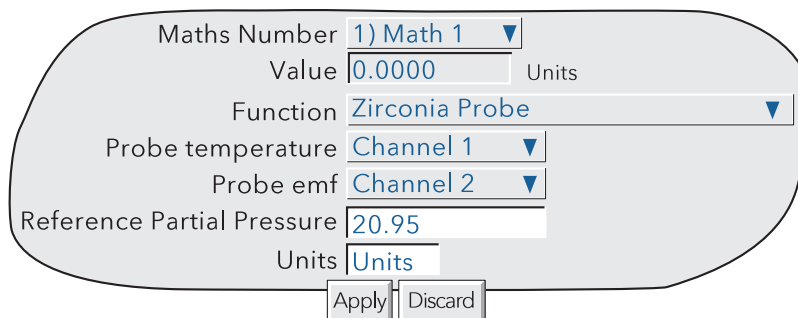 Maths Number 1) Math 1
Value 0.0000 Units
Function Zirconia Probe
Probe temperature Channel 1
Probe emf Channel 2
Reference Partial Pressure 20.95
Units Units
Apply Discard